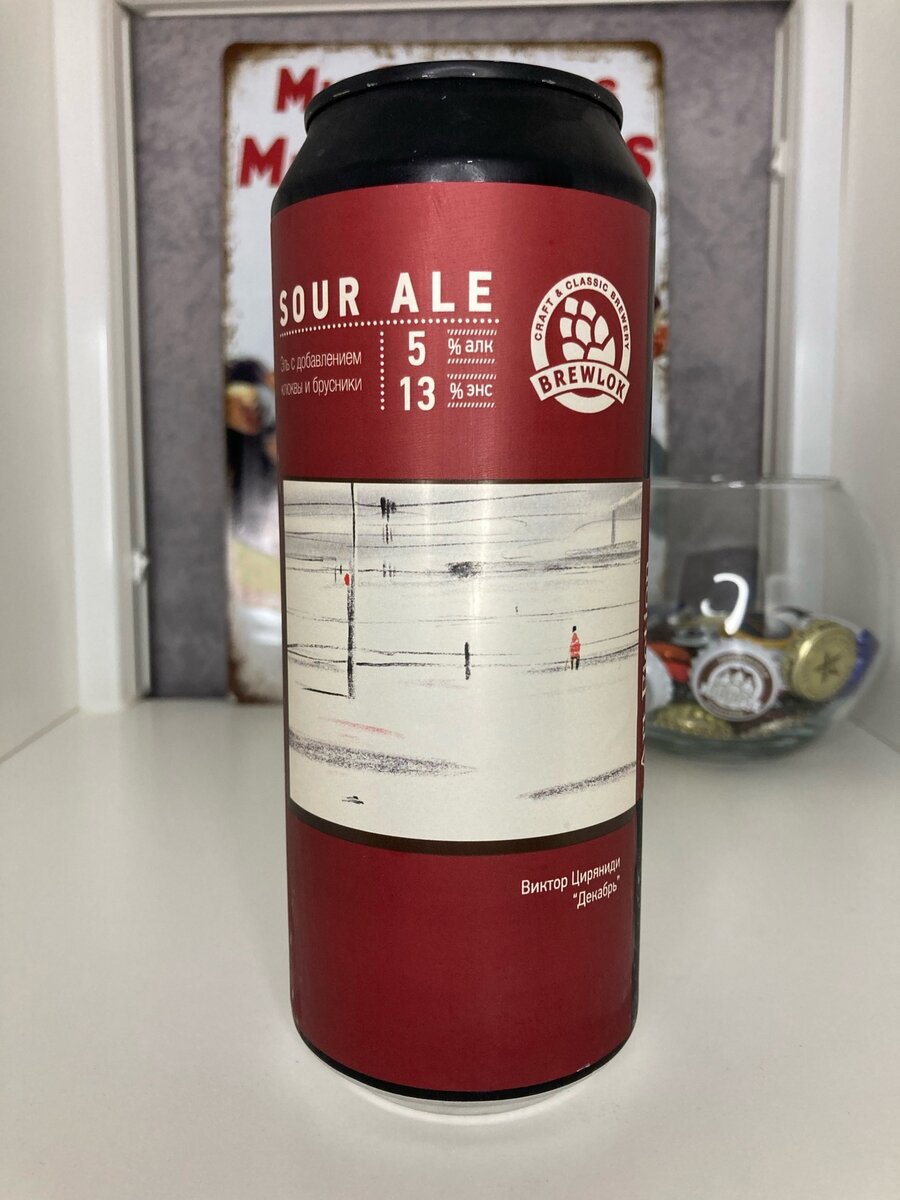 SOUR ALE
Эль с добавлением
клюквы и брусники
5 % алк
13 % энс
CRAFT & CLASSIC BREWERY
BREWLOK
Виктор Циряниди
"Декабрь"